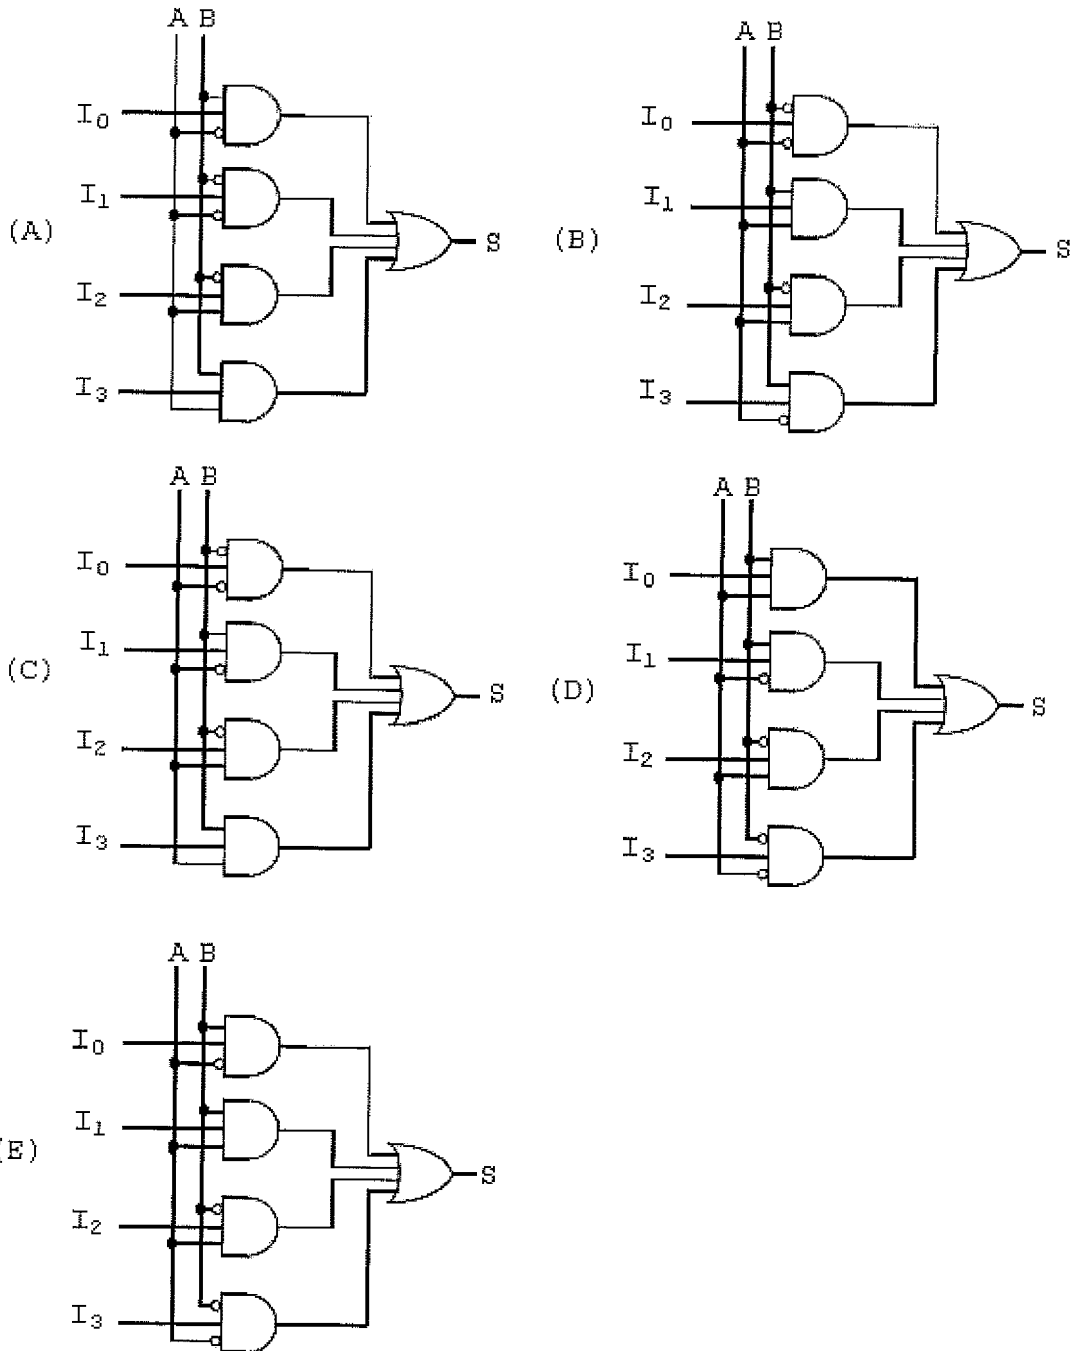 A B
I₀
I₁
(A)
S
I₂
I₃
A B
I₀
I₁
(B)
S
I₂
I₃
A B
I₀
I₁
(C)
S
I₂
I₃
A B
I₀
I₁
(D)
S
I₂
I₃
A B
I₀
I₁
(E)
S
I₂
I₃